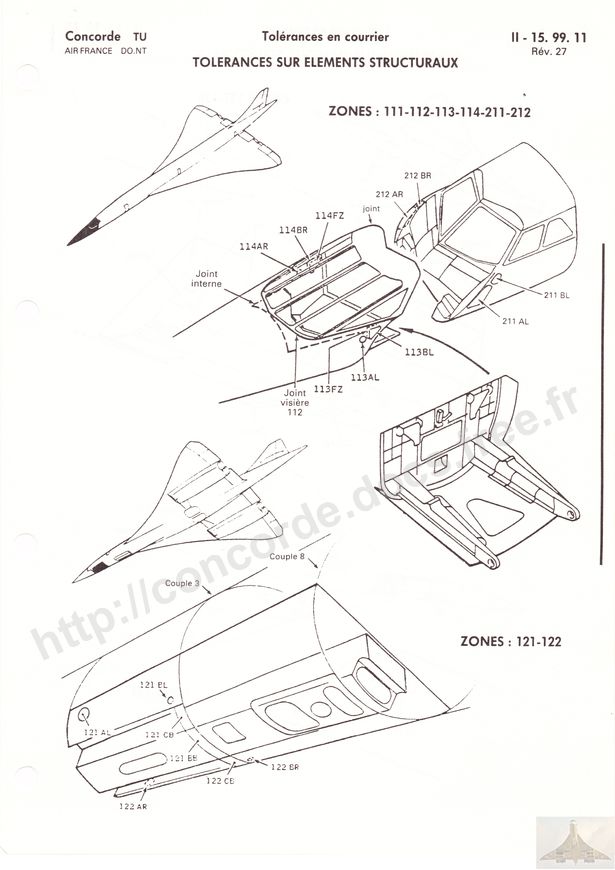 Concorde TU
AIR FRANCE DO.NT
Tolérances en courrier
II - 15. 99. 11
Rév. 27
TOLERANCES SUR ELEMENTS STRUCTURAUX
ZONES : 111-112-113-114-211-212
212 BR
212 AR
joint
114FZ
114BR
114AR
Joint
interne
211 BL
211 AL
113BL
113AL
113FZ
Joint
visière
112
http://concorde.docs.free.fr
Couple 8
Couple 3
ZONES : 121-122
121 BL
121 AL
121 CB
121 BB
122 BR
122 CB
122 AR